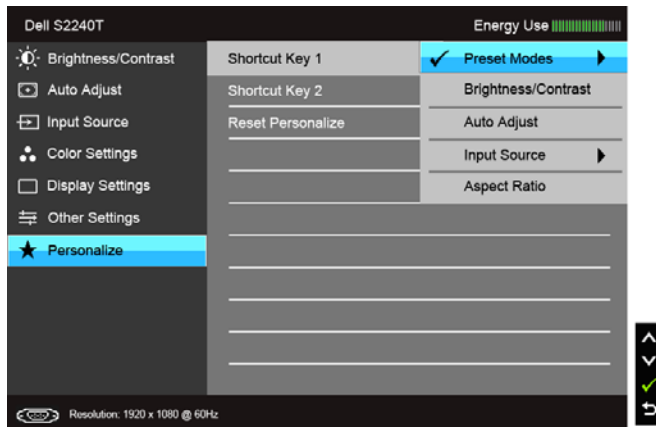 Dell S2240T Energy Use
Brightness/Contrast Shortcut Key 1 Preset Modes
Auto Adjust Shortcut Key 2 Brightness/Contrast
Input Source Reset Personalize Auto Adjust
Color Settings Input Source
Display Settings Aspect Ratio
Other Settings
Personalize
Resolution: 1920 x 1080 @ 60Hz